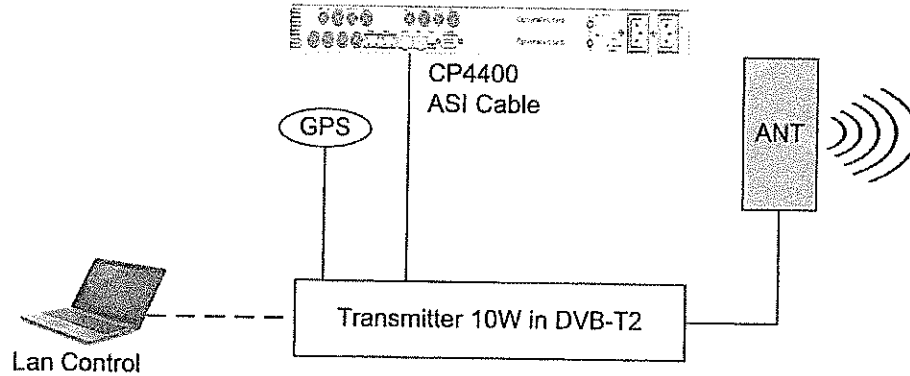 CP4400
ASI Cable
GPS
ANT
Transmitter 10W in DVB-T2
Lan Control